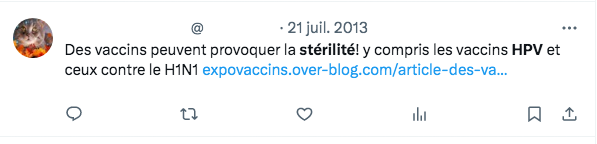 @ · 21 juil. 2013
Des vaccins peuvent provoquer la stérilité! y compris les vaccins HPV et
ceux contre le H1N1 expovaccins.over-blog.com/article-des-va...